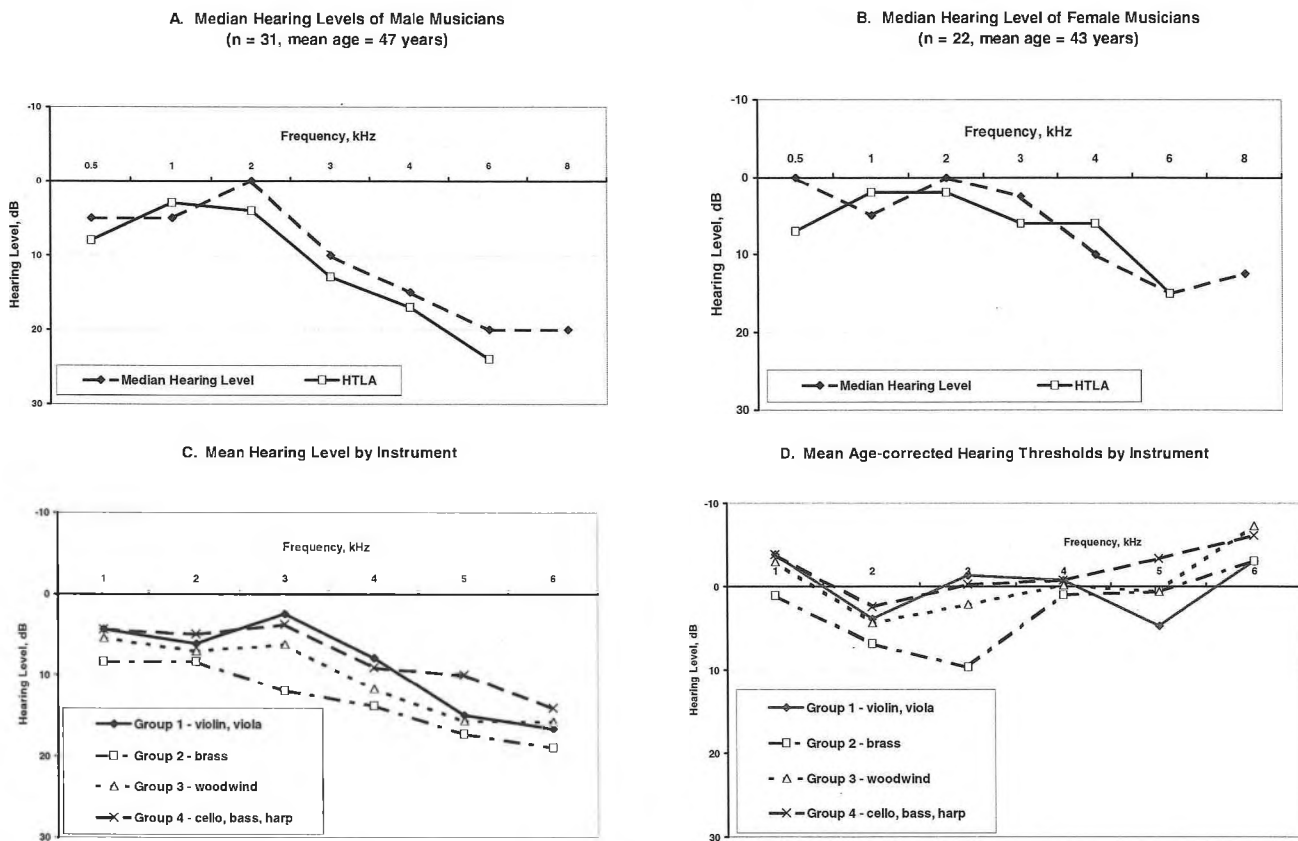 A. Median Hearing Levels of Male Musicians
(n = 31, mean age = 47 years)
-10
Frequency, kHz
0.5 1 2 3 4 6 8
0
10
20
30
Hearing Level, dB
Median Hearing Level HTLA
B. Median Hearing Level of Female Musicians
(n = 22, mean age = 43 years)
-10
Frequency, kHz
0.5 1 2 3 4 6 8
0
10
20
30
Hearing Level, dB
Median Hearing Level HTLA
C. Mean Hearing Level by Instrument
-10
Frequency, kHz
1 2 3 4 5 6
0
10
20
30
Hearing Level, dB
Group 1 - violin, viola
Group 2 - brass
Group 3 - woodwind
Group 4 - cello, bass, harp
D. Mean Age-corrected Hearing Thresholds by Instrument
-10
Frequency, kHz
1 2 3 4 5 6
0
10
20
30
Hearing Level, dB
Group 1 - violin, viola
Group 2 - brass
Group 3 - woodwind
Group 4 - cello, bass, harp